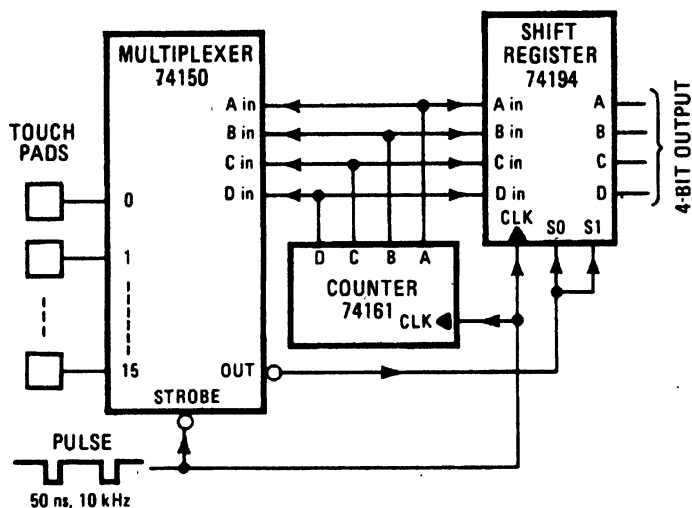 MULTIPLEXER
74150
A in
B in
C in
D in
TOUCH
PADS
0
1
15
OUT
STROBE
PULSE
50 ns, 10 kHz
D C B A
COUNTER
74161
CLK
SHIFT
REGISTER
74194
A in
B in
C in
D in
CLK
S0 S1
A
B
C
D
4-BIT OUTPUT